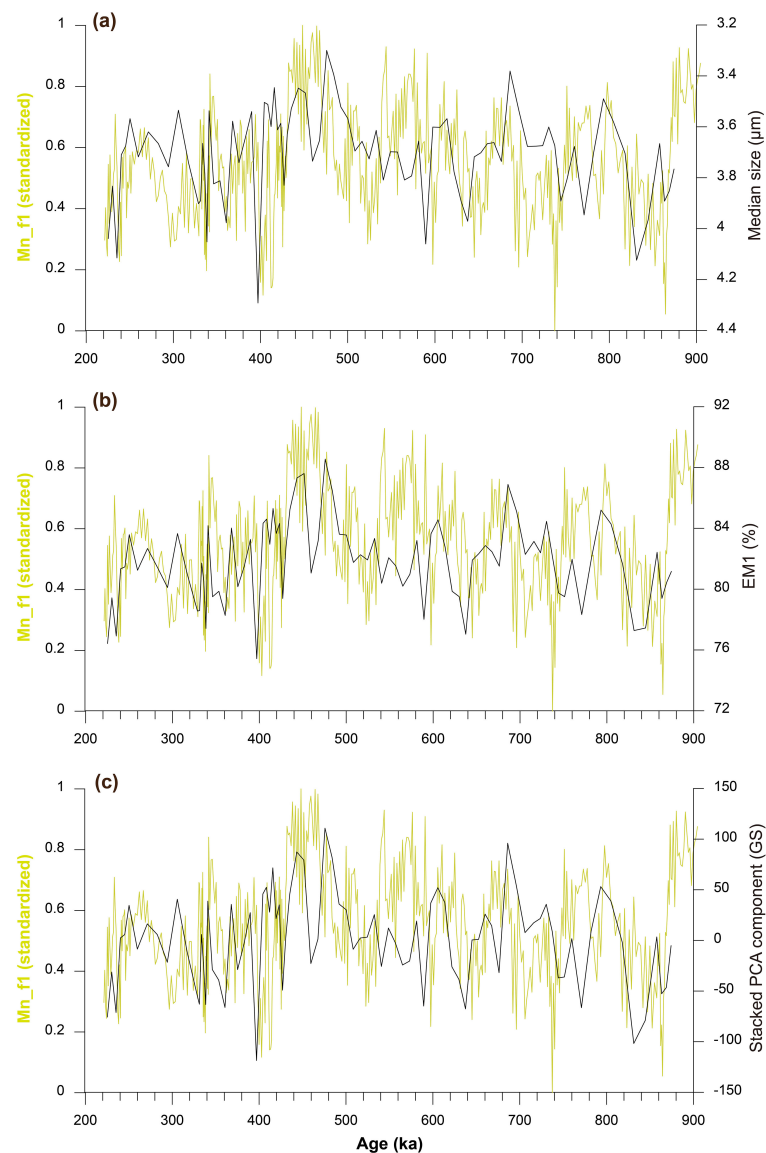 (a)
1
0.8
0.6
0.4
0.2
0
Mn_f1 (standardized)
3.2
3.4
3.6
3.8
4
4.2
4.4
Median size (µm)
200 300 400 500 600 700 800 900
(b)
1
0.8
0.6
0.4
0.2
0
Mn_f1 (standardized)
92
88
84
80
76
72
EM1 (%)
200 300 400 500 600 700 800 900
(c)
1
0.8
0.6
0.4
0.2
0
Mn_f1 (standardized)
150
100
50
0
-50
-100
-150
Stacked PCA component (GS)
200 300 400 500 600 700 800 900
Age (ka)